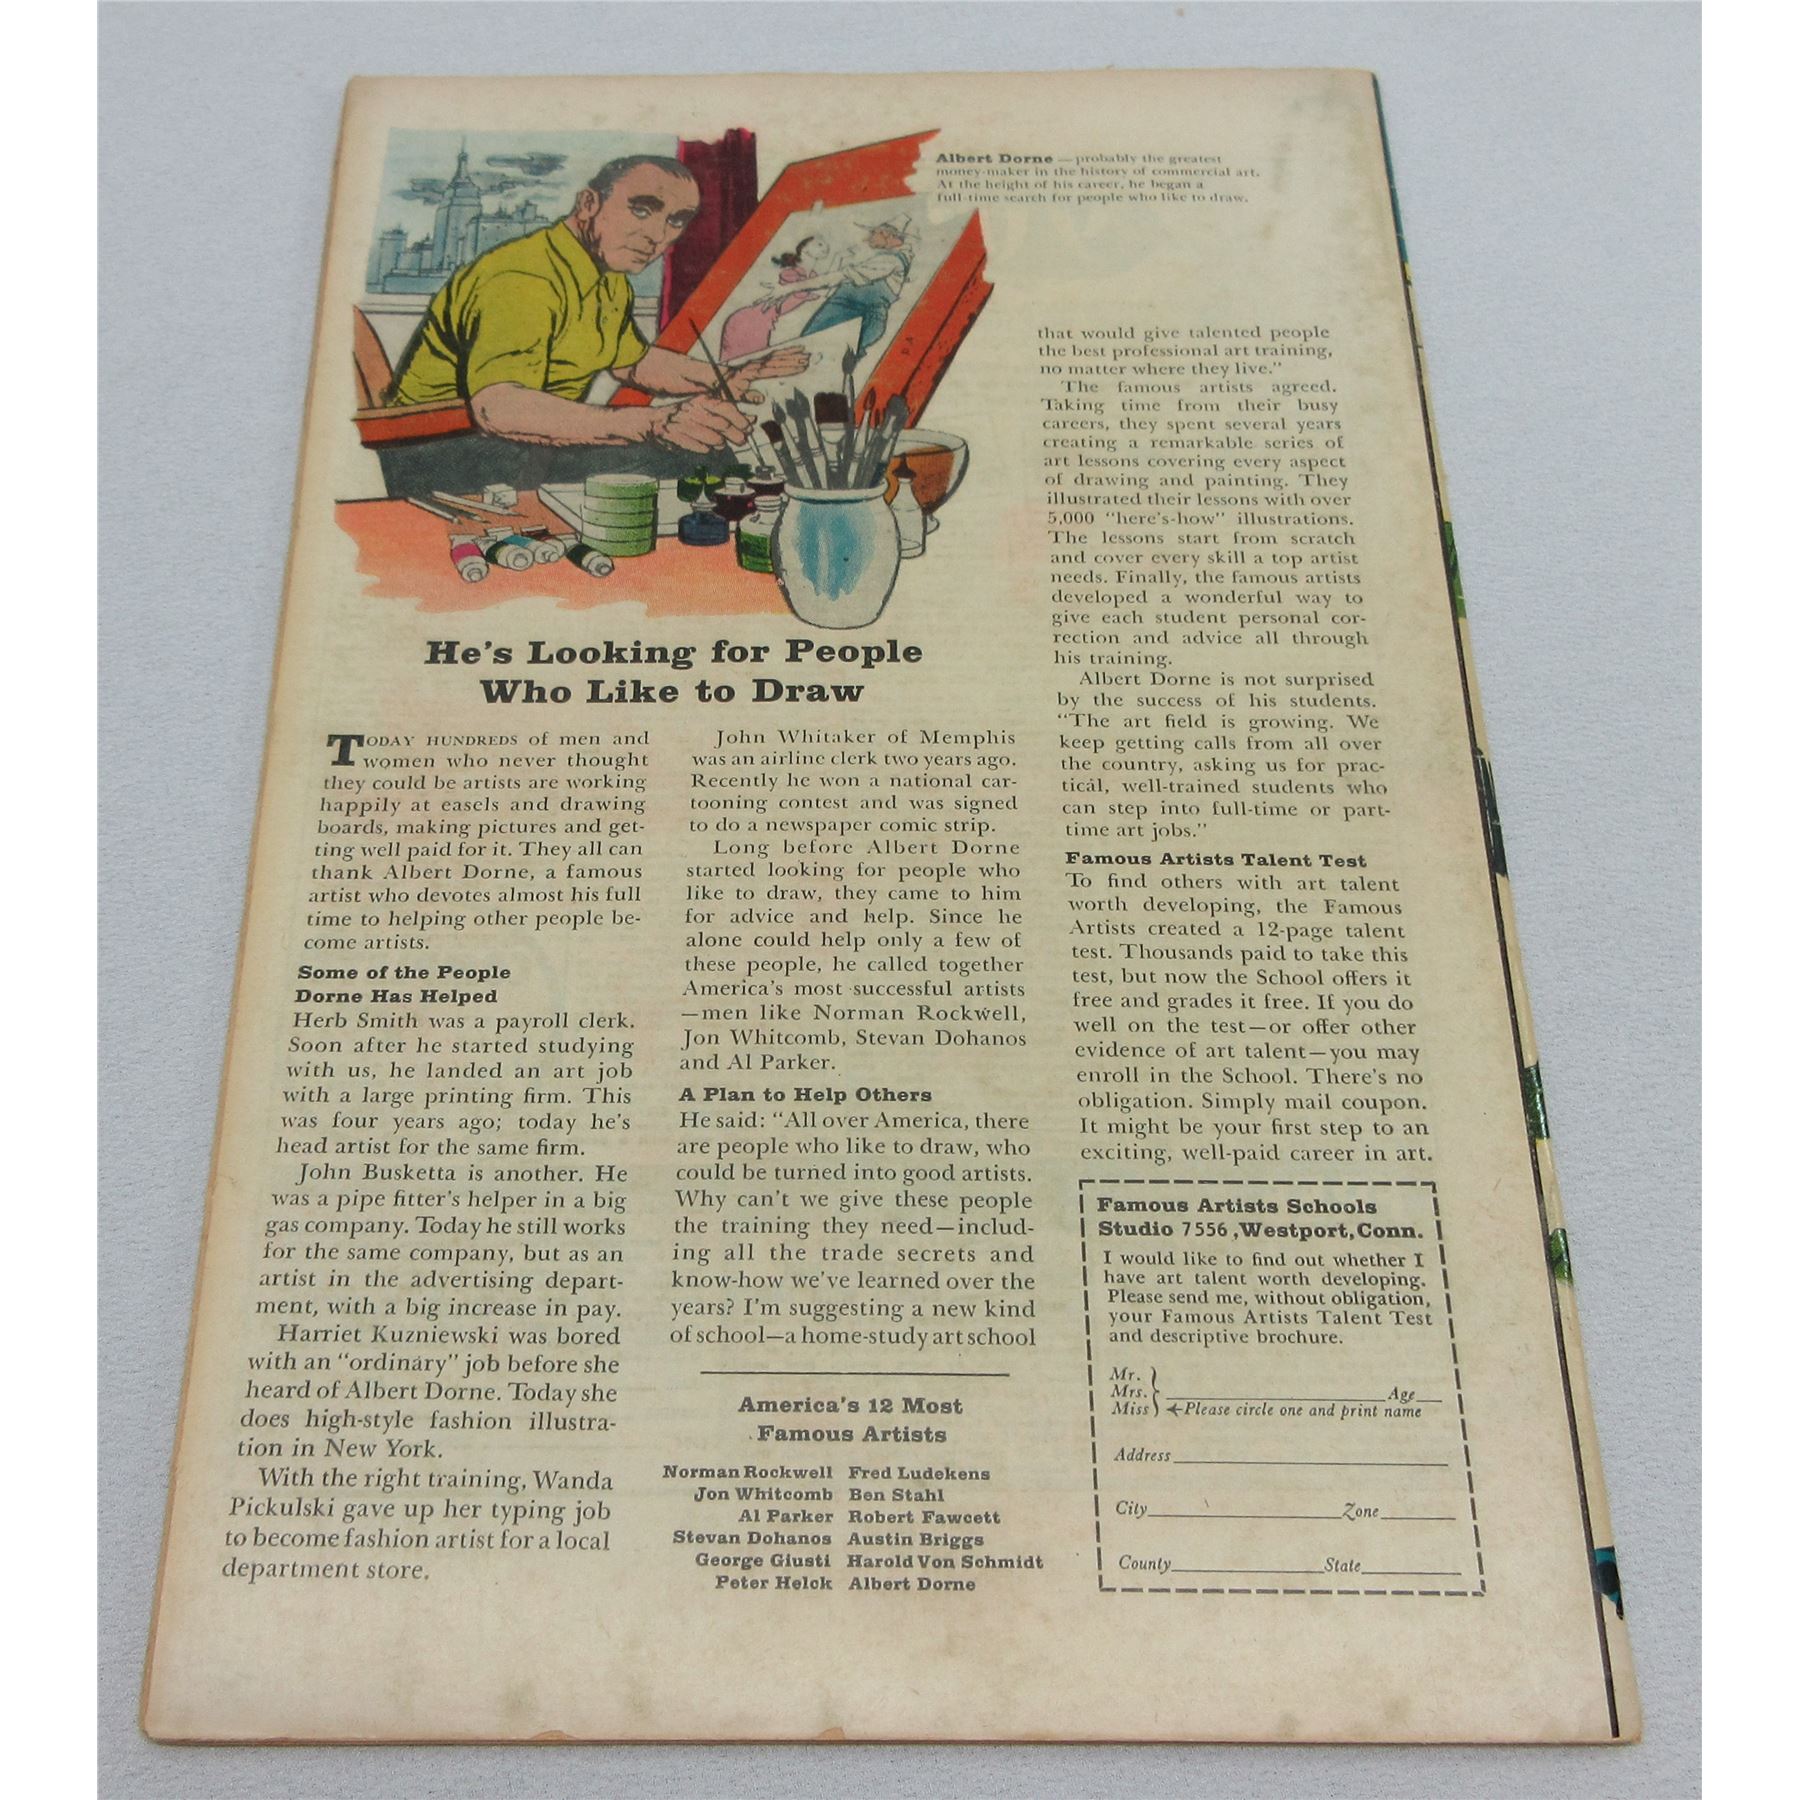 Albert Dorne — probably the greatest
money-maker in the history of commercial art.
At the height of his career, he began a
full-time search for people who like to draw.
He's Looking for People
Who Like to Draw
TODAY HUNDREDS of men and
women who never thought
they could be artists are working
happily at easels and drawing
boards, making pictures and get-
ting well paid for it. They all can
thank Albert Dorne, a famous
artist who devotes almost his full
time to helping other people be-
come artists.
Some of the People
Dorne Has Helped
Herb Smith was a payroll clerk.
Soon after he started studying
with us, he landed an art job
with a large printing firm. This
was four years ago; today he's
head artist for the same firm.
John Busketta is another. He
was a pipe fitter's helper in a big
gas company. Today he still works
for the same company, but as an
artist in the advertising depart-
ment, with a big increase in pay.
Harriet Kuzniewski was bored
with an "ordinary" job before she
heard of Albert Dorne. Today she
does high-style fashion illustra-
tion in New York.
With the right training, Wanda
Pickulski gave up her typing job
to become fashion artist for a local
department store.
John Whitaker of Memphis
was an airline clerk two years ago.
Recently he won a national car-
tooning contest and was signed
to do a newspaper comic strip.
Long before Albert Dorne
started looking for people who
like to draw, they came to him
for advice and help. Since he
alone could help only a few of
these people, he called together
America's most successful artists
—men like Norman Rockwell,
Jon Whitcomb, Stevan Dohanos
and Al Parker.
A Plan to Help Others
He said: "All over America, there
are people who like to draw, who
could be turned into good artists.
Why can't we give these people
the training they need—includ-
ing all the trade secrets and
know-how we've learned over the
years? I'm suggesting a new kind
of school—a home-study art school
America's 12 Most
Famous Artists
Norman Rockwell Fred Ludekens
Jon Whitcomb Ben Stahl
Al Parker Robert Fawcett
Stevan Dohanos Austin Briggs
George Giusti Harold Von Schmidt
Peter Helck Albert Dorne
that would give talented people
the best professional art training,
no matter where they live."
The famous artists agreed.
Taking time from their busy
careers, they spent several years
creating a remarkable series of
art lessons covering every aspect
of drawing and painting. They
illustrated their lessons with over
5,000 "here's-how" illustrations.
The lessons start from scratch
and cover every skill a top artist
needs. Finally, the famous artists
developed a wonderful way to
give each student personal cor-
rection and advice all through
his training.
Albert Dorne is not surprised
by the success of his students.
"The art field is growing. We
keep getting calls from all over
the country, asking us for prac-
tical, well-trained students who
can step into full-time or part-
time art jobs."
Famous Artists Talent Test
To find others with art talent
worth developing, the Famous
Artists created a 12-page talent
test. Thousands paid to take this
test, but now the School offers it
free and grades it free. If you do
well on the test—or offer other
evidence of art talent—you may
enroll in the School. There's no
obligation. Simply mail coupon.
It might be your first step to an
exciting, well-paid career in art.
Famous Artists Schools
Studio 7556, Westport, Conn.
I would like to find out whether I
have art talent worth developing.
Please send me, without obligation,
your Famous Artists Talent Test
and descriptive brochure.
Mr.
Mrs. Age
Miss ←Please circle one and print name
Address
City Zone
County State